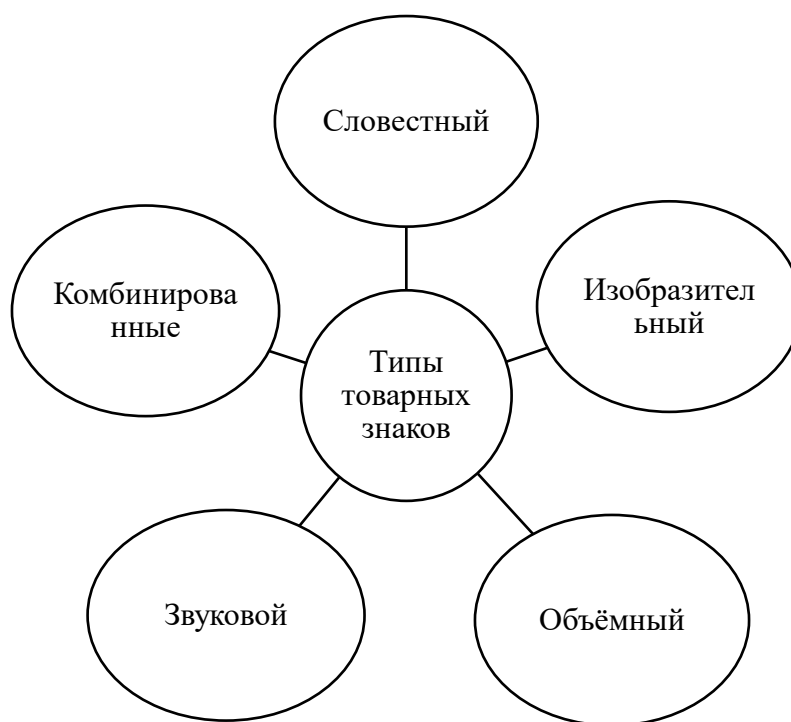 Словестный
Комбинирова
нные
Изобразител
ьный
Типы
товарных
знаков
Звуковой
Объёмный